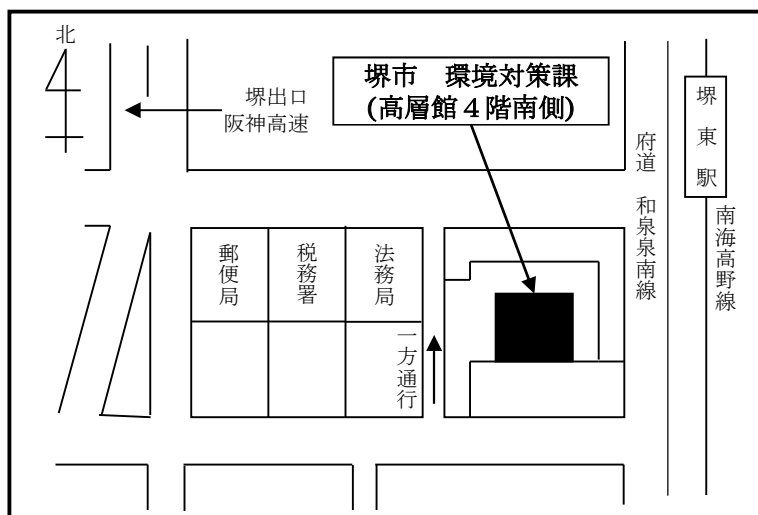 北
堺出口
阪神高速
堺市　環境対策課
(高層館４階南側)
府道　和泉泉南線
堺東駅
南海高野線
郵便局
税務署
法務局
一方通行